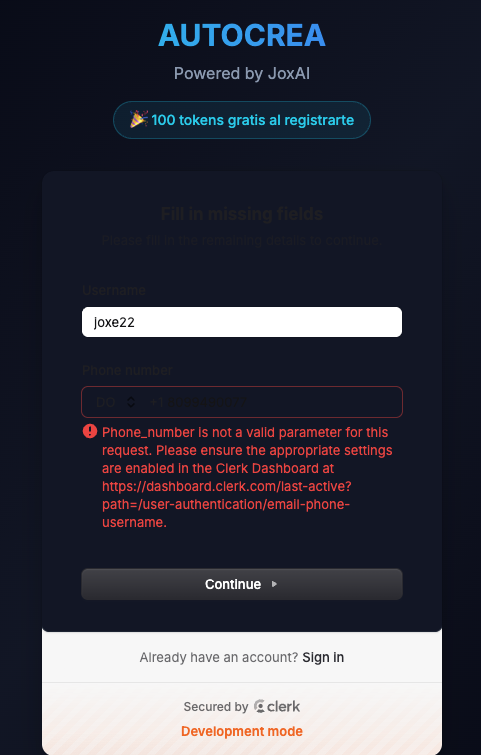 AUTOCREA
Powered by JoxAI
🎉 100 tokens gratis al registrarte
Fill in missing fields
Please fill in the remaining details to continue.
Username
joxe22
Phone number
Phone_number is not a valid parameter for this
request. Please ensure the appropriate settings
are enabled in the Clerk Dashboard at
https://dashboard.clerk.com/last-active?
path=/user-authentication/email-phone-
username.
Continue
Already have an account? Sign in
Secured by clerk
Development mode